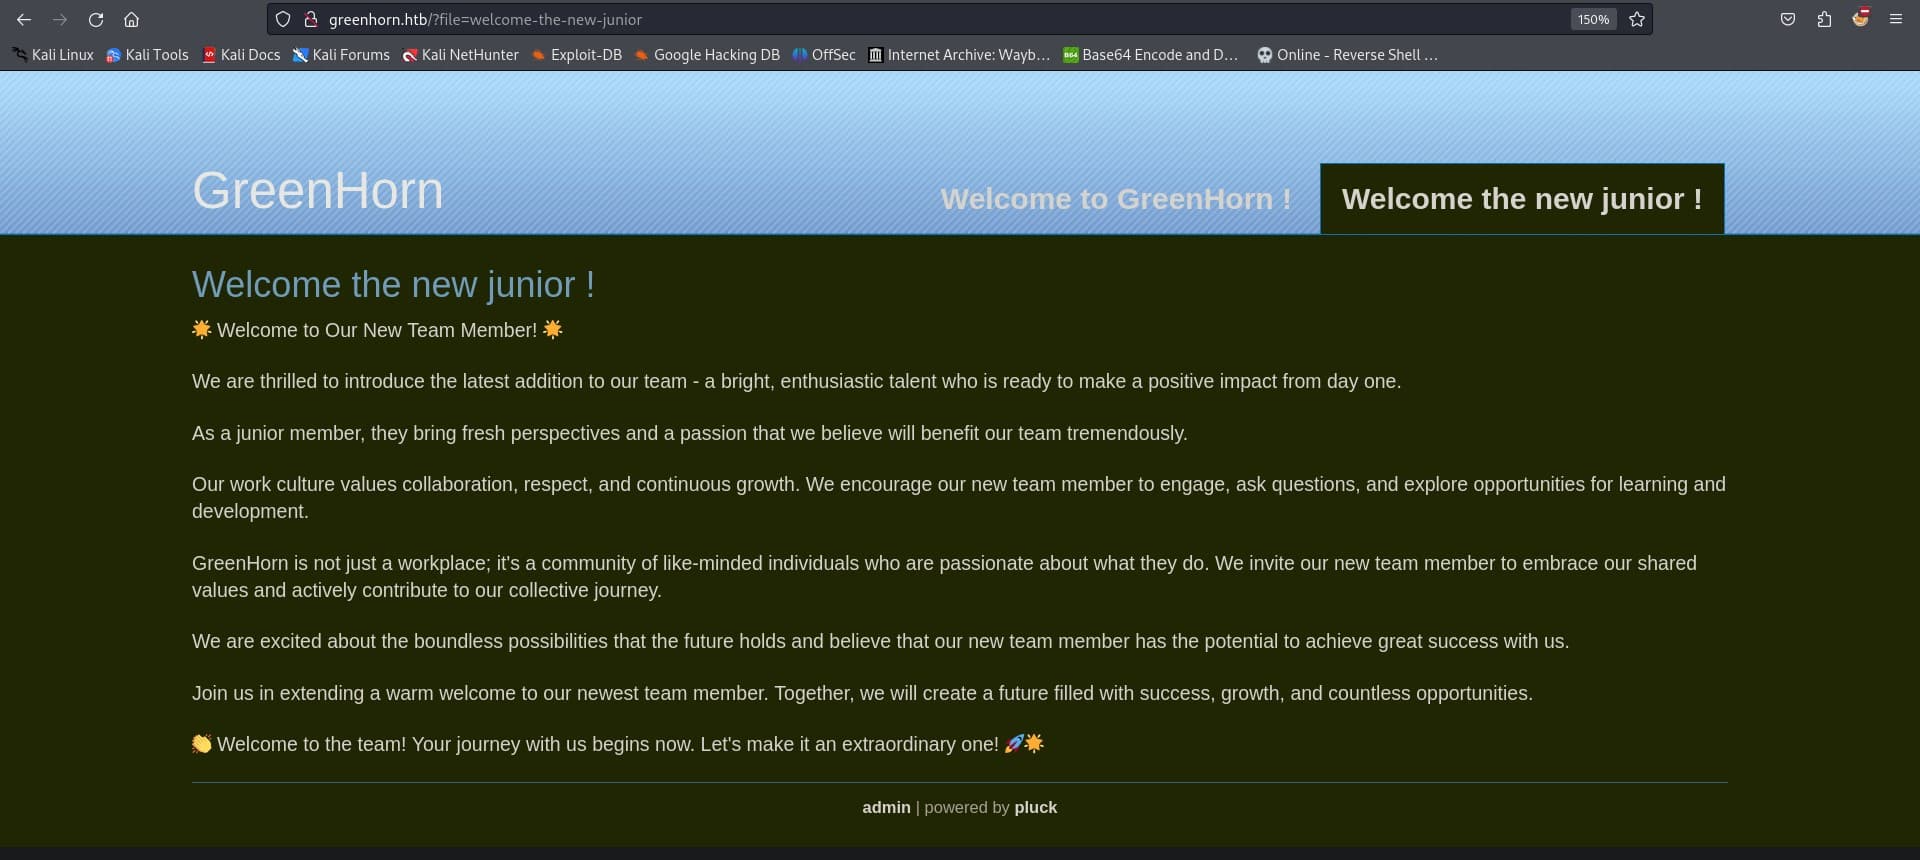 greenhorn.htb/?file=welcome-the-new-junior 150%
Kali Linux Kali Tools Kali Docs Kali Forums Kali NetHunter Exploit-DB Google Hacking DB OffSec Internet Archive: Wayb… B64 Base64 Encode and D… Online - Reverse Shell …
GreenHorn Welcome to GreenHorn ! Welcome the new junior !
Welcome the new junior !
🌟 Welcome to Our New Team Member! 🌟
We are thrilled to introduce the latest addition to our team - a bright, enthusiastic talent who is ready to make a positive impact from day one.
As a junior member, they bring fresh perspectives and a passion that we believe will benefit our team tremendously.
Our work culture values collaboration, respect, and continuous growth. We encourage our new team member to engage, ask questions, and explore opportunities for learning and
development.
GreenHorn is not just a workplace; it's a community of like-minded individuals who are passionate about what they do. We invite our new team member to embrace our shared
values and actively contribute to our collective journey.
We are excited about the boundless possibilities that the future holds and believe that our new team member has the potential to achieve great success with us.
Join us in extending a warm welcome to our newest team member. Together, we will create a future filled with success, growth, and countless opportunities.
👏 Welcome to the team! Your journey with us begins now. Let's make it an extraordinary one! 🚀🌟
admin | powered by pluck